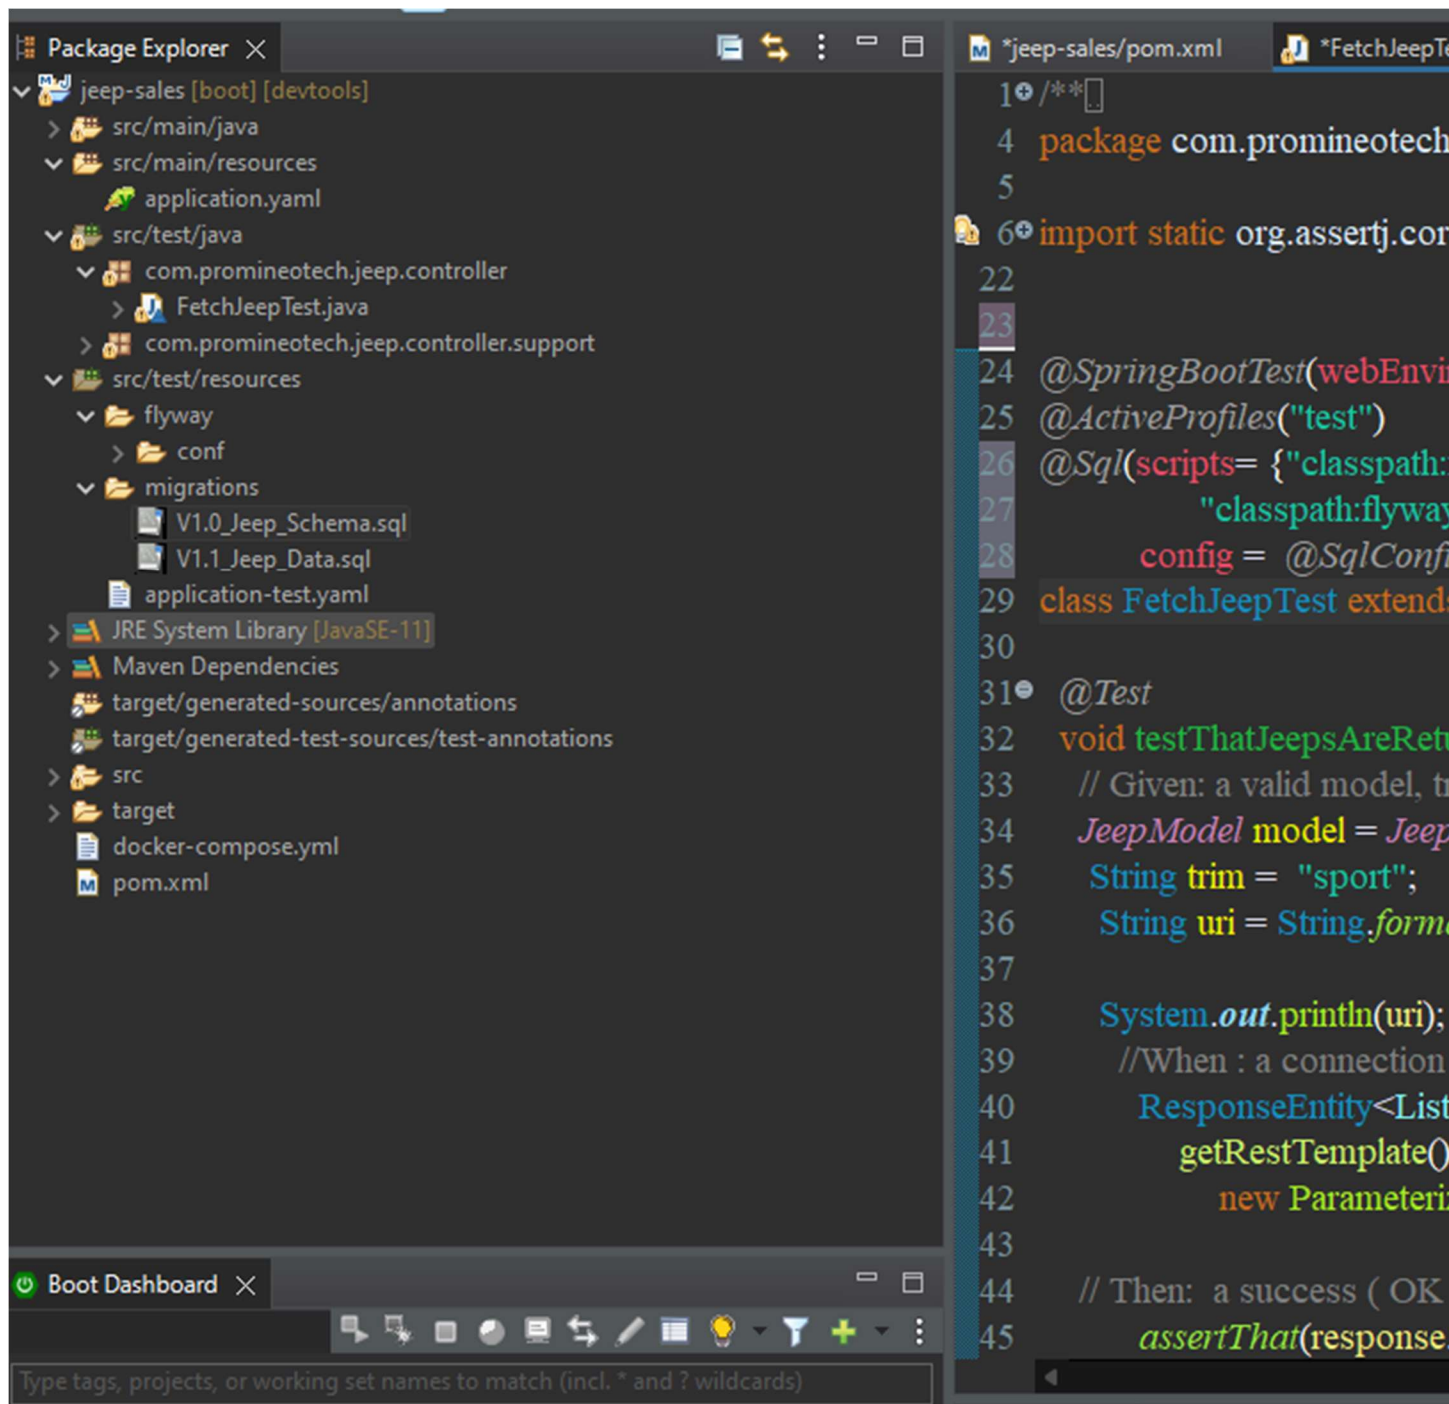 Package Explorer
jeep-sales [boot] [devtools]
src/main/java
src/main/resources
application.yaml
src/test/java
com.promineotech.jeep.controller
FetchJeepTest.java
com.promineotech.jeep.controller.support
src/test/resources
flyway
conf
migrations
V1.0_Jeep_Schema.sql
V1.1_Jeep_Data.sql
application-test.yaml
JRE System Library [JavaSE-11]
Maven Dependencies
target/generated-sources/annotations
target/generated-test-sources/test-annotations
src
target
docker-compose.yml
pom.xml
Boot Dashboard
Type tags, projects, or working set names to match (incl. * and ? wildcards)
*jeep-sales/pom.xml
*FetchJeepTe
1 /**
4 package com.promineotech
5
6 import static org.assertj.cor
22
23
24 @SpringBootTest(webEnvi
25 @ActiveProfiles("test")
26 @Sql(scripts= {"classpath:
27 "classpath:flyway
28 config = @SqlConfi
29 class FetchJeepTest extend
30
31 @Test
32 void testThatJeepsAreRet
33 // Given: a valid model, t
34 JeepModel model = Jeep
35 String trim = "sport";
36 String uri = String.form
37
38 System.out.println(uri);
39 //When : a connection
40 ResponseEntity<List
41 getRestTemplate()
42 new Parameteri
43
44 // Then: a success ( OK
45 assertThat(response.